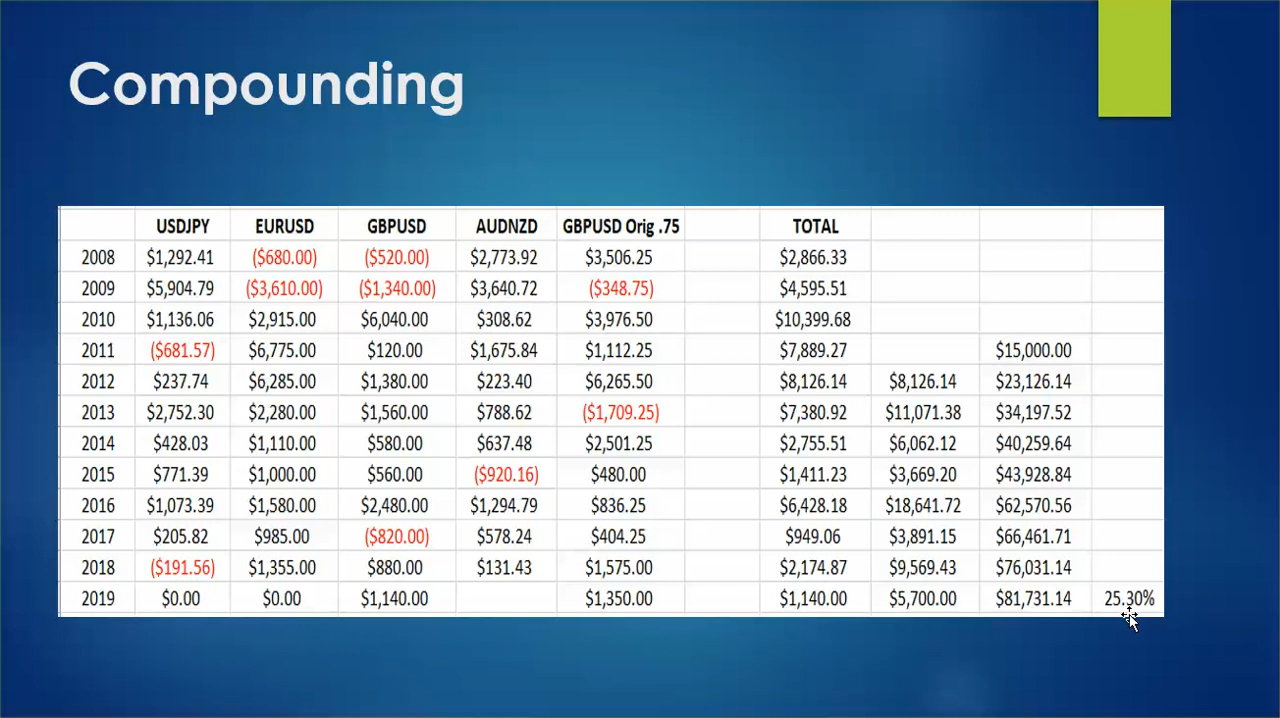 Compounding
USDJPY EURUSD GBPUSD AUDNZD GBPUSD Orig .75 TOTAL
2008 $1,292.41 ($680.00) ($520.00) $2,773.92 $3,506.25 $2,866.33
2009 $5,904.79 ($3,610.00) ($1,340.00) $3,640.72 ($348.75) $4,595.51
2010 $1,136.06 $2,915.00 $6,040.00 $308.62 $3,976.50 $10,399.68
2011 ($681.57) $6,775.00 $120.00 $1,675.84 $1,112.25 $7,889.27 $15,000.00
2012 $237.74 $6,285.00 $1,380.00 $223.40 $6,265.50 $8,126.14 $8,126.14 $23,126.14
2013 $2,752.30 $2,280.00 $1,560.00 $788.62 ($1,709.25) $7,380.92 $11,071.38 $34,197.52
2014 $428.03 $1,110.00 $580.00 $637.48 $2,501.25 $2,755.51 $6,062.12 $40,259.64
2015 $771.39 $1,000.00 $560.00 ($920.16) $480.00 $1,411.23 $3,669.20 $43,928.84
2016 $1,073.39 $1,580.00 $2,480.00 $1,294.79 $836.25 $6,428.18 $18,641.72 $62,570.56
2017 $205.82 $985.00 ($820.00) $578.24 $404.25 $949.06 $3,891.15 $66,461.71
2018 ($191.56) $1,355.00 $880.00 $131.43 $1,575.00 $2,174.87 $9,569.43 $76,031.14
2019 $0.00 $0.00 $1,140.00 $1,350.00 $1,140.00 $5,700.00 $81,731.14 25.30%